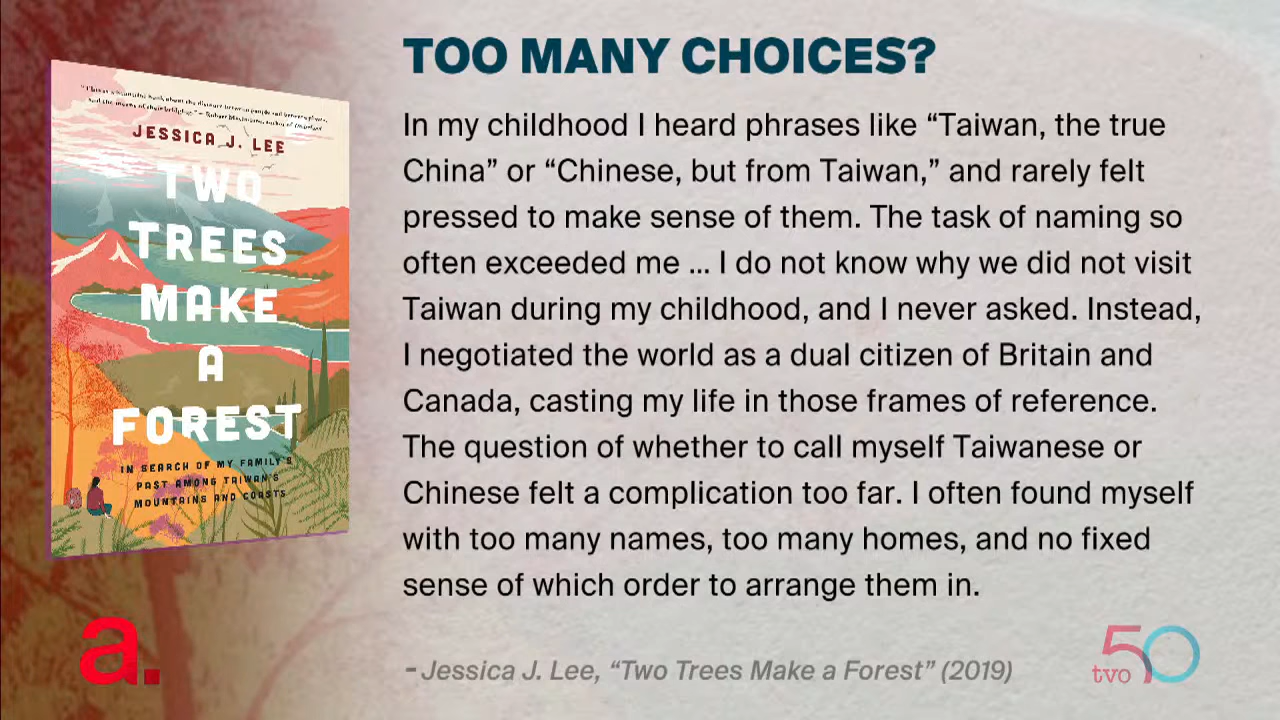 TOO MANY CHOICES?
In my childhood I heard phrases like “Taiwan, the true
China” or “Chinese, but from Taiwan,” and rarely felt
pressed to make sense of them. The task of naming so
often exceeded me ... I do not know why we did not visit
Taiwan during my childhood, and I never asked. Instead,
I negotiated the world as a dual citizen of Britain and
Canada, casting my life in those frames of reference.
The question of whether to call myself Taiwanese or
Chinese felt a complication too far. I often found myself
with too many names, too many homes, and no fixed
sense of which order to arrange them in.
- Jessica J. Lee, “Two Trees Make a Forest” (2019)
JESSICA J. LEE
TWO
TREES
MAKE
A
FOREST
IN SEARCH OF MY FAMILY'S
PAST AMONG TAIWAN'S
MOUNTAINS AND COASTS
a.
tvo 50